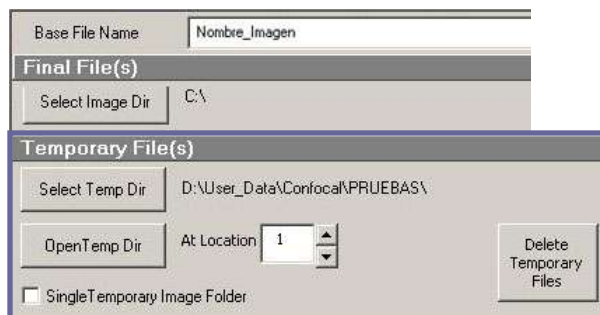 Base File Name Nombre_Imagen
Final File(s)
Select Image Dir C:\
Temporary File(s)
Select Temp Dir D:\User_Data\Confocal\PRUEBAS\
OpenTemp Dir At Location 1
Delete
Temporary
Files
SingleTemporary Image Folder